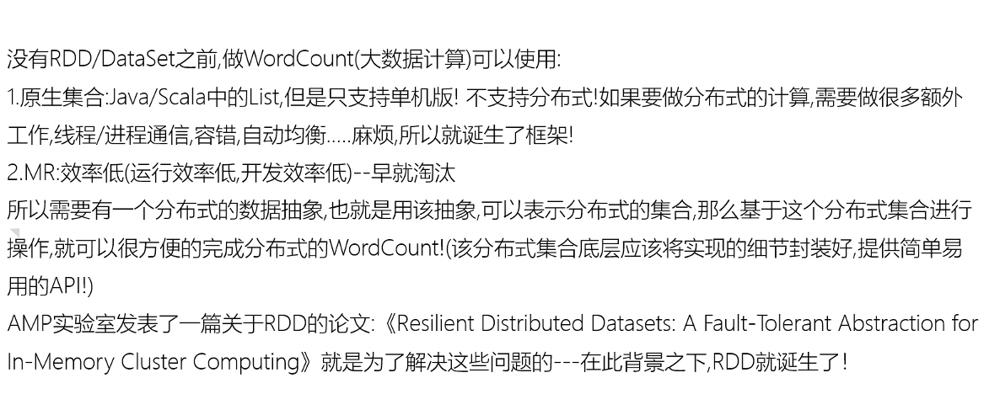 没有RDD/DataSet之前,做WordCount(大数据计算)可以使用:
1.原生集合:Java/Scala中的List,但是只支持单机版! 不支持分布式!如果要做分布式的计算,需要做很多额外
工作,线程/进程通信,容错,自动均衡.....麻烦,所以就诞生了框架!
2.MR:效率低(运行效率低,开发效率低)--早就淘汰
所以需要有一个分布式的数据抽象,也就是用该抽象,可以表示分布式的集合,那么基于这个分布式集合进行
操作,就可以很方便的完成分布式的WordCount!(该分布式集合底层应该将实现的细节封装好,提供简单易
用的API!)
AMP实验室发表了一篇关于RDD的论文:《Resilient Distributed Datasets: A Fault-Tolerant Abstraction for
In-Memory Cluster Computing》就是为了解决这些问题的---在此背景之下,RDD就诞生了!